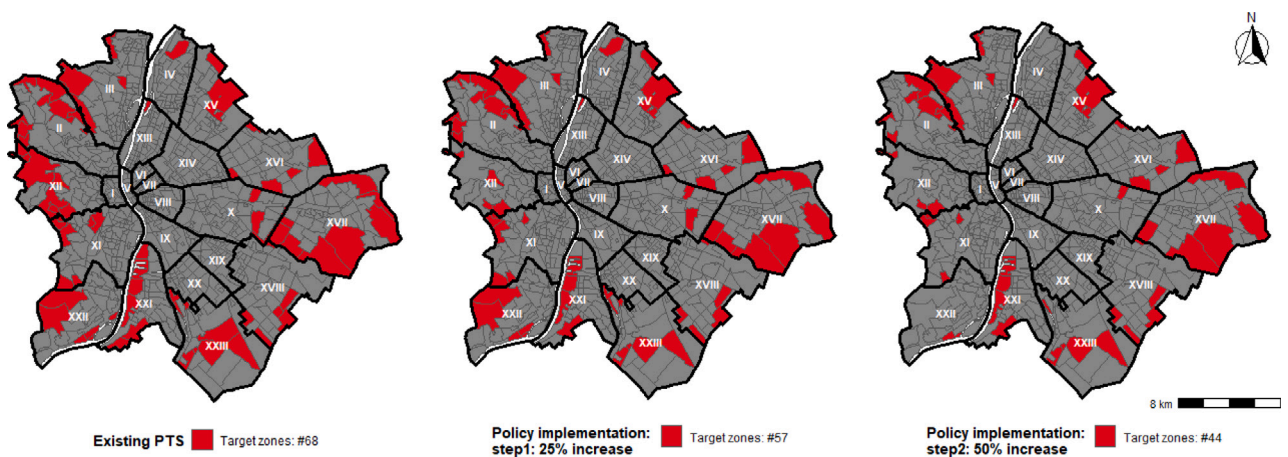 N
III
IV
XV
II
XIII
XIV
XVI
XII
I
V
VI
VII
VIII
X
XVII
XI
IX
XIX
XX
XVIII
XXI
XXII
XXIII
III
IV
XV
II
XIII
XIV
XVI
XII
I
V
VI
VII
VIII
X
XVII
XI
IX
XIX
XX
XVIII
XXI
XXII
XXIII
III
IV
XV
II
XIII
XIV
XVI
XII
I
V
VI
VII
VIII
X
XVII
XI
IX
XIX
XX
XVIII
XXI
XXII
XXIII
8 km
Existing PTS Target zones: #68
Policy implementation:
step1: 25% increase
Target zones: #57
Policy implementation:
step2: 50% increase
Target zones: #44